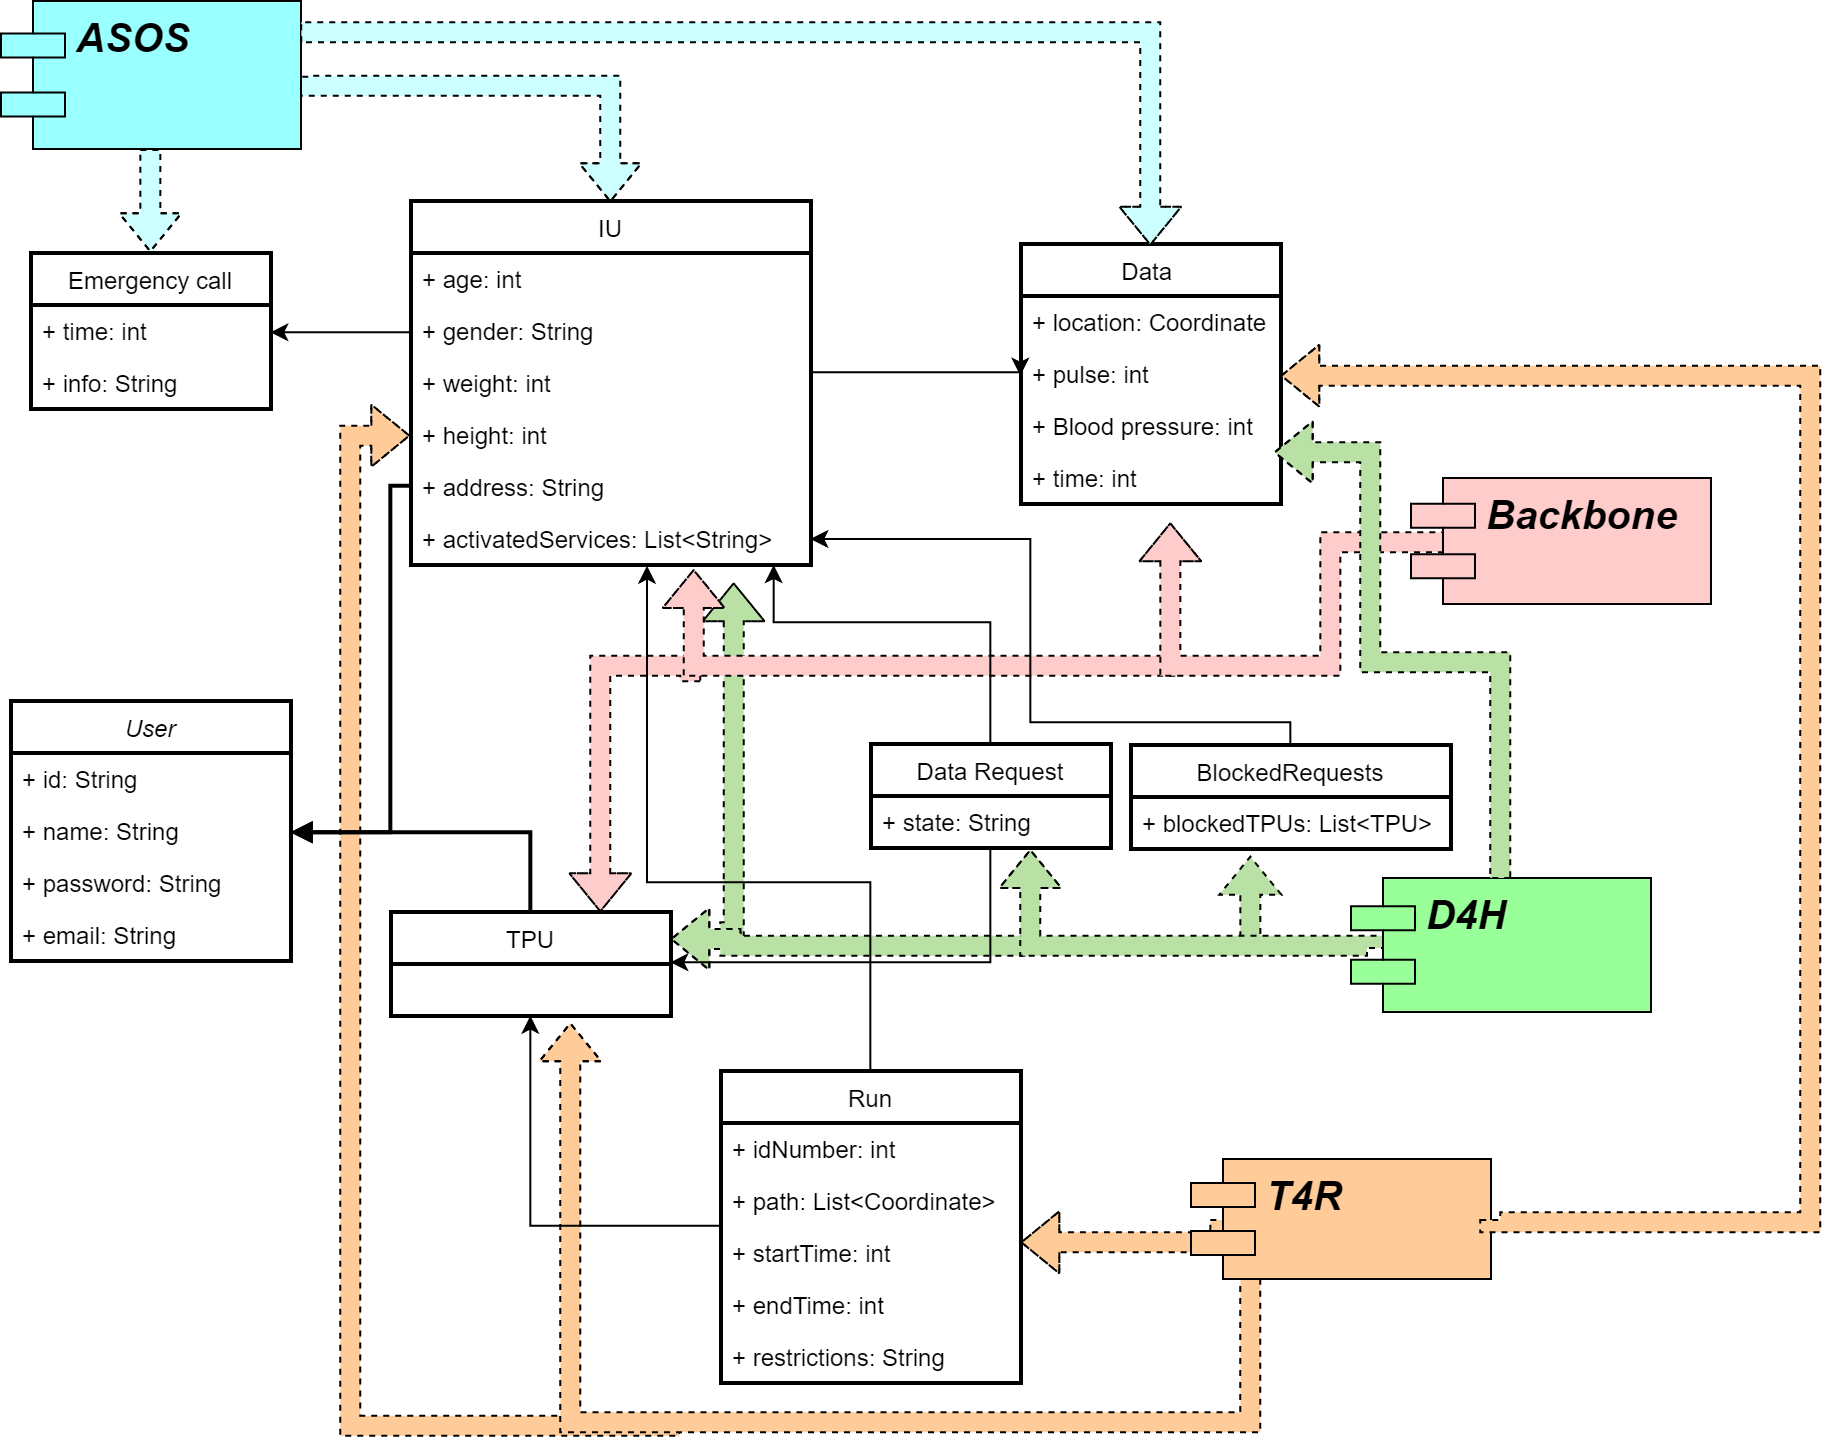 ASOS
IU
+ age: int
+ gender: String
+ weight: int
+ height: int
+ address: String
+ activatedServices: List<String>
Emergency call
+ time: int
+ info: String
Data
+ location: Coordinate
+ pulse: int
+ Blood pressure: int
+ time: int
Backbone
User
+ id: String
+ name: String
+ password: String
+ email: String
Data Request
+ state: String
BlockedRequests
+ blockedTPUs: List<TPU>
D4H
TPU
Run
+ idNumber: int
+ path: List<Coordinate>
+ startTime: int
+ endTime: int
+ restrictions: String
T4R